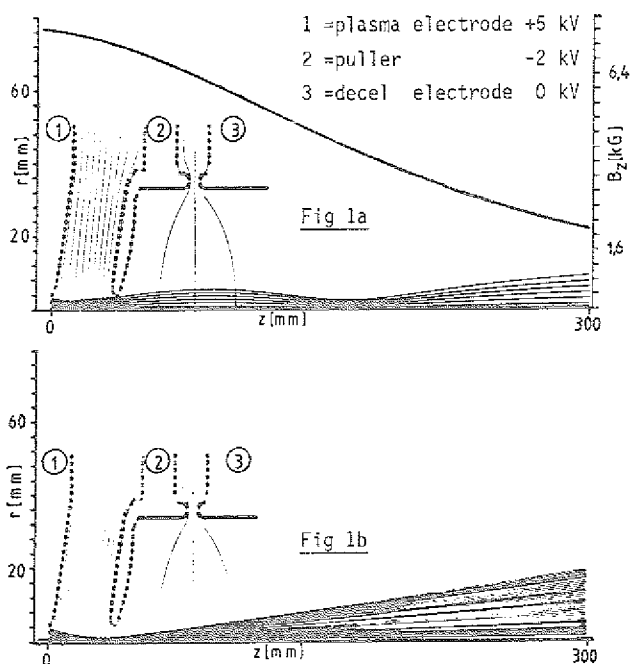 1 =plasma electrode +5 kV
2 =puller -2 kV
3 =decel electrode 0 kV
r[mm]
60
20
0
① ② ③
Fig 1a
6,4
1,6
B_z[kG]
0 z[mm] 300
r[mm]
60
20
0
① ② ③
Fig 1b
0 z[mm] 300